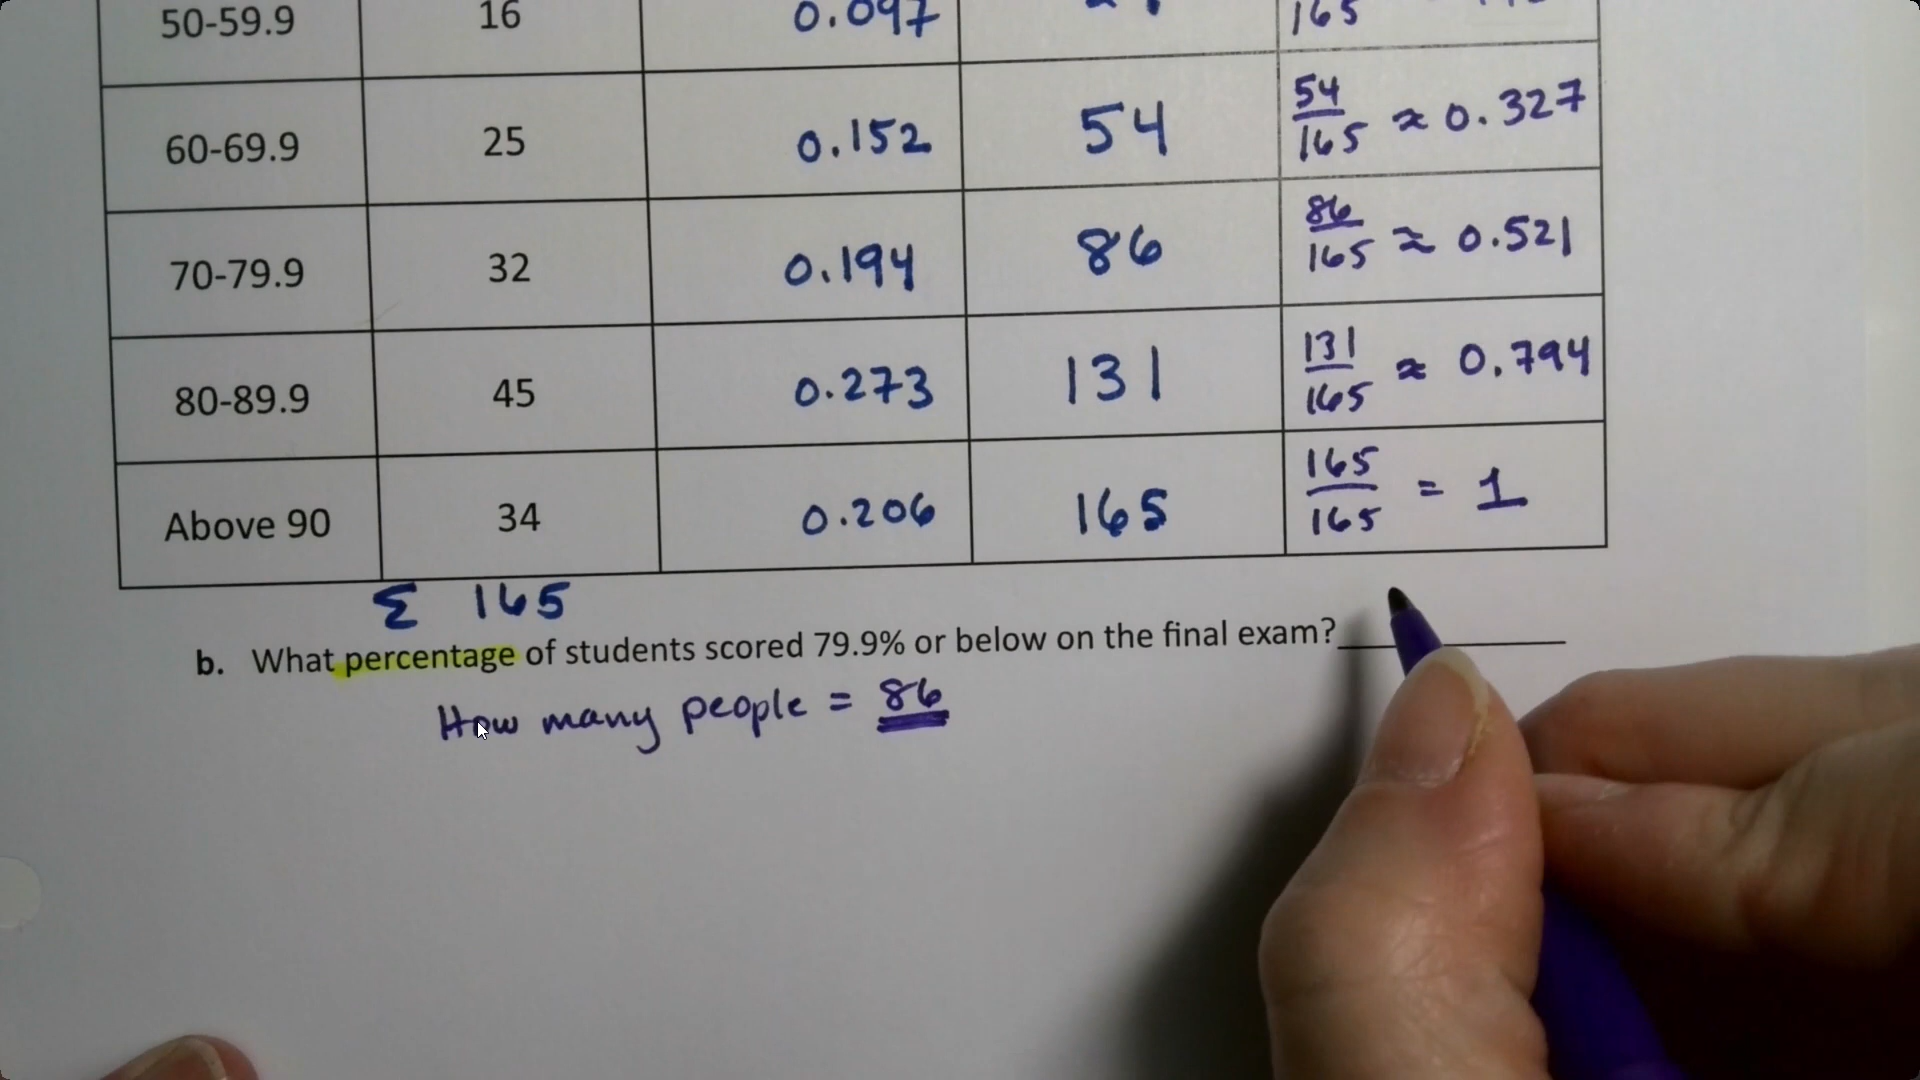 50-59.9 16 0.097 165
60-69.9 25 0.152 54 54/165 ≈ 0.327
70-79.9 32 0.194 86 86/165 ≈ 0.521
80-89.9 45 0.273 131 131/165 ≈ 0.794
Above 90 34 0.206 165 165/165 = 1
Σ 165
b. What percentage of students scored 79.9% or below on the final exam?
How many people = 86